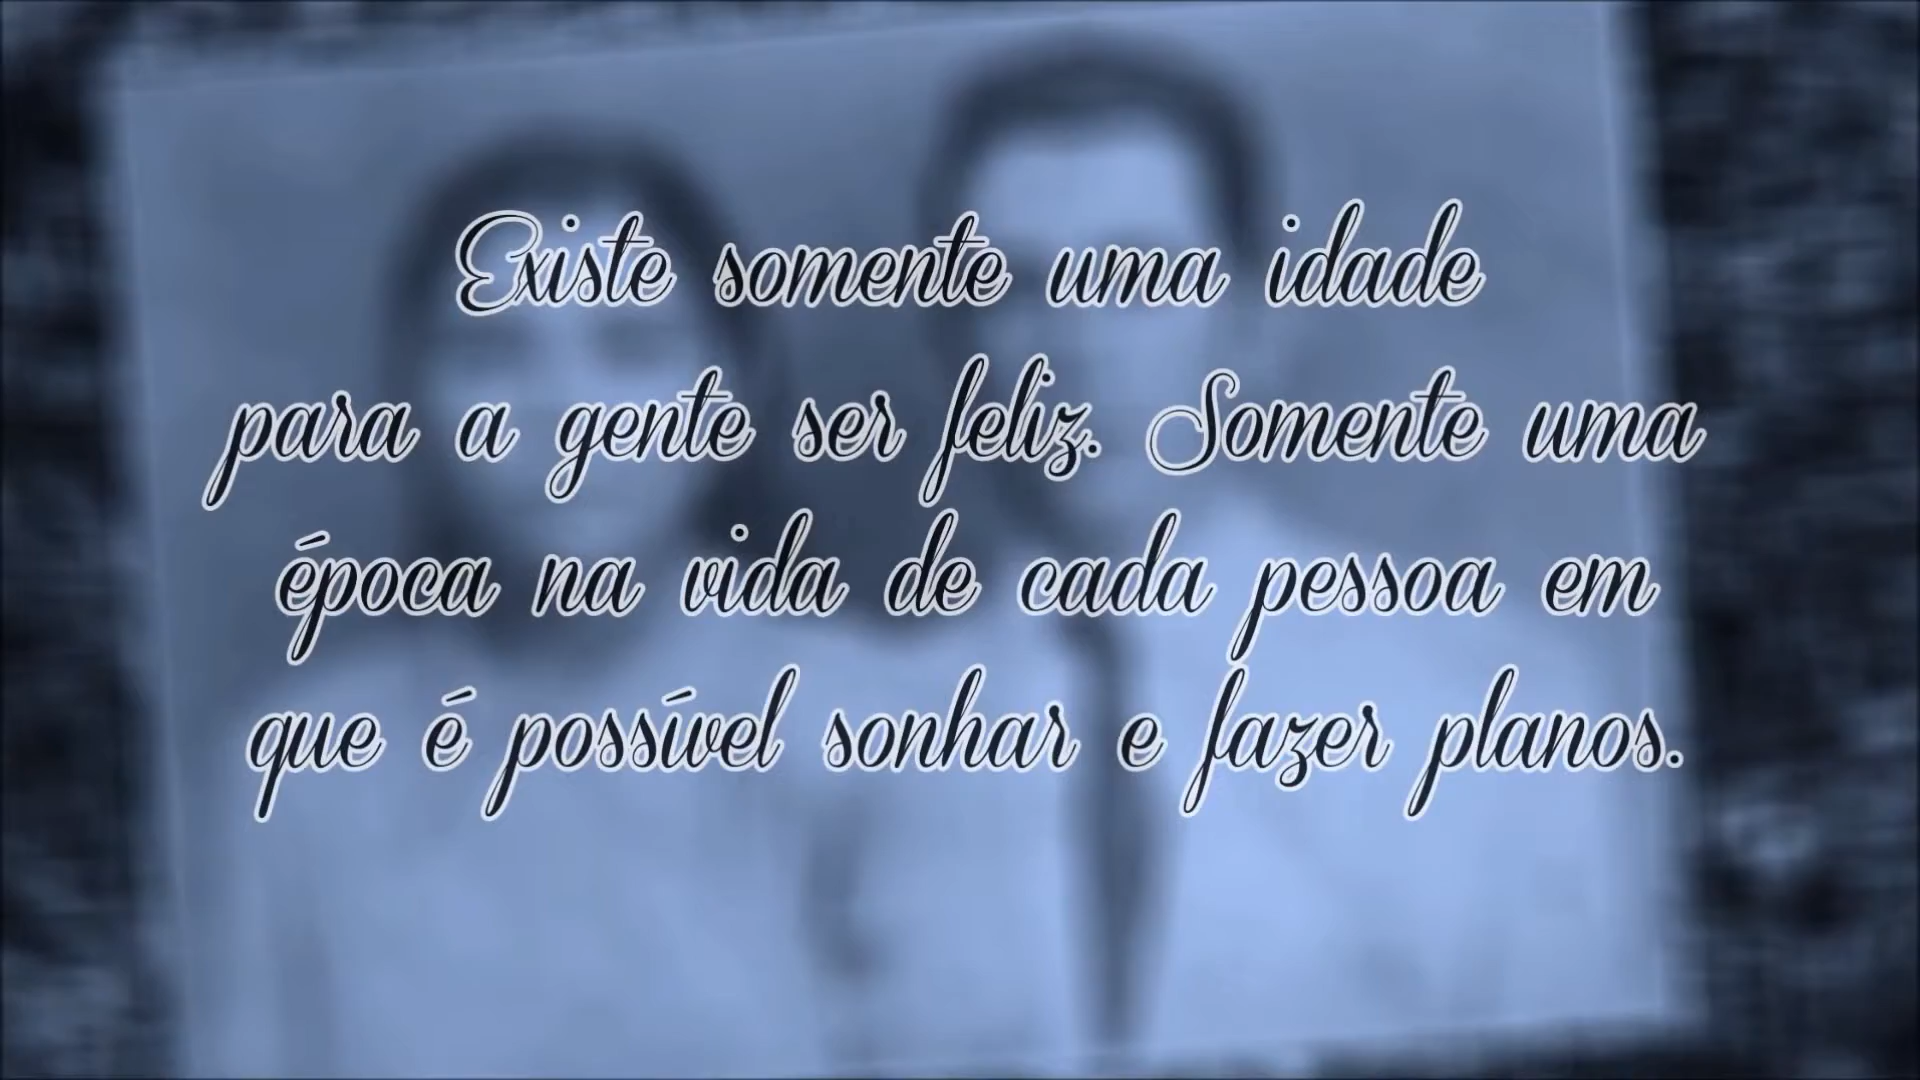 Existe somente uma idade
para a gente ser feliz. Somente uma
época na vida de cada pessoa em
que é possível sonhar e fazer planos.